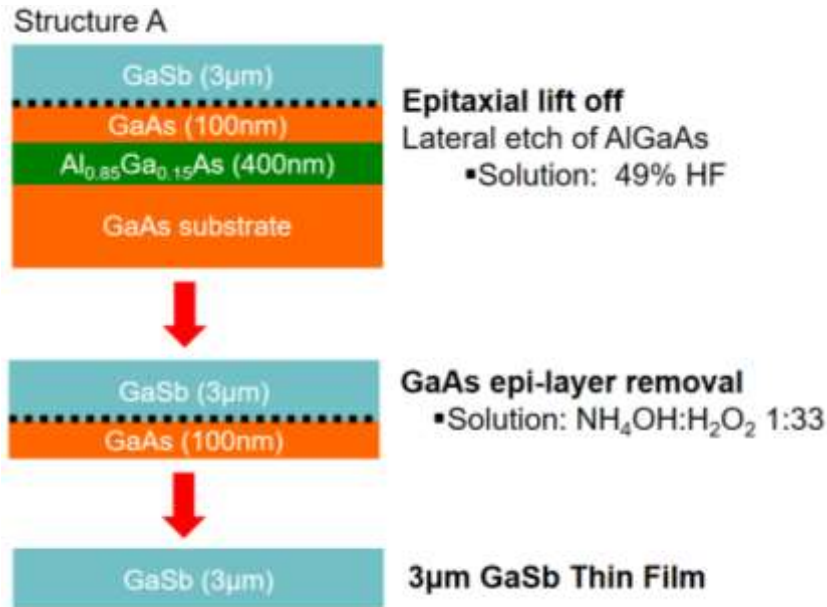 Structure A
GaSb (3μm)
GaAs (100nm)
Al₀.₈₅Ga₀.₁₅As (400nm)
GaAs substrate
Epitaxial lift off
Lateral etch of AlGaAs
▪Solution: 49% HF
GaSb (3μm)
GaAs (100nm)
GaAs epi-layer removal
▪Solution: NH₄OH:H₂O₂ 1:33
GaSb (3μm)
3μm GaSb Thin Film